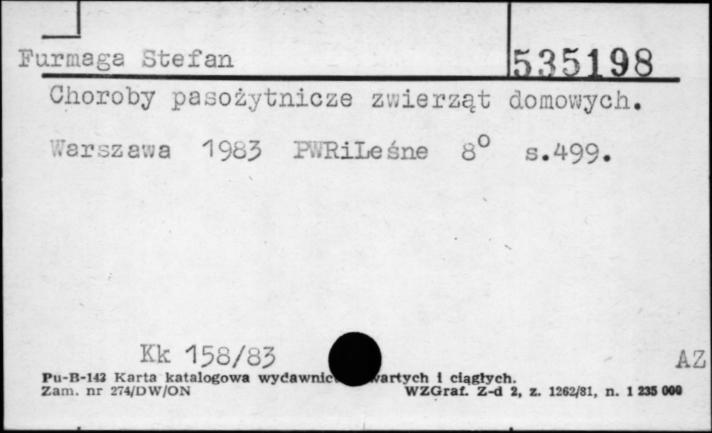 Furmaga Stefan
535198
Choroby pasożytnicze zwierząt domowych.
Warszawa 1983 PWRiLeśne 8° s.499.
Kk 158/83
AZ
Pu-B-143 Karta katalogowa wydawnic wartych i ciągłych.
Zam. nr 274/DW/ON
WZGraf. Z-d 2, z. 1262/81, n. 1 235 000